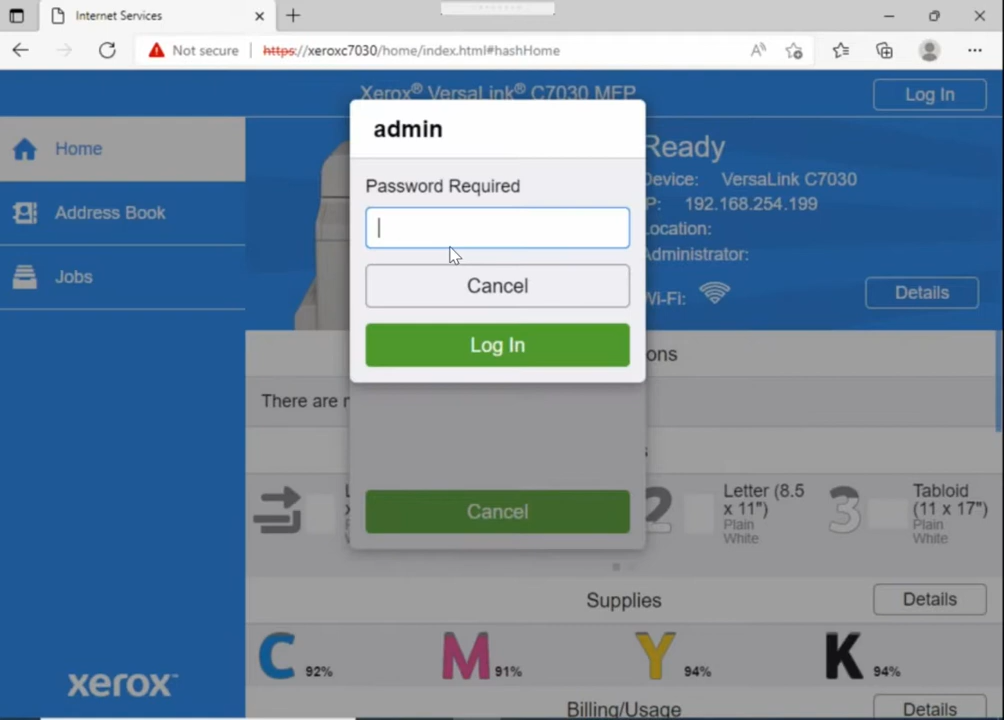 Internet Services
Not secure
https://xeroxc7030/home/index.html#hashHome
Xerox® VersaLink® C7030 MFP
Log In
admin
Password Required
Cancel
Log In
Cancel
Home
Address Book
Jobs
Ready
Device: VersaLink C7030
IP: 192.168.254.199
Location:
Administrator:
Wi-Fi:
Details
There are
2
Letter (8.5
x 11")
Plain
White
3
Tabloid
(11 x 17")
Plain
White
Supplies
Details
C 92%
M 91%
Y 94%
K 94%
Billing/Usage
Details
xerox™